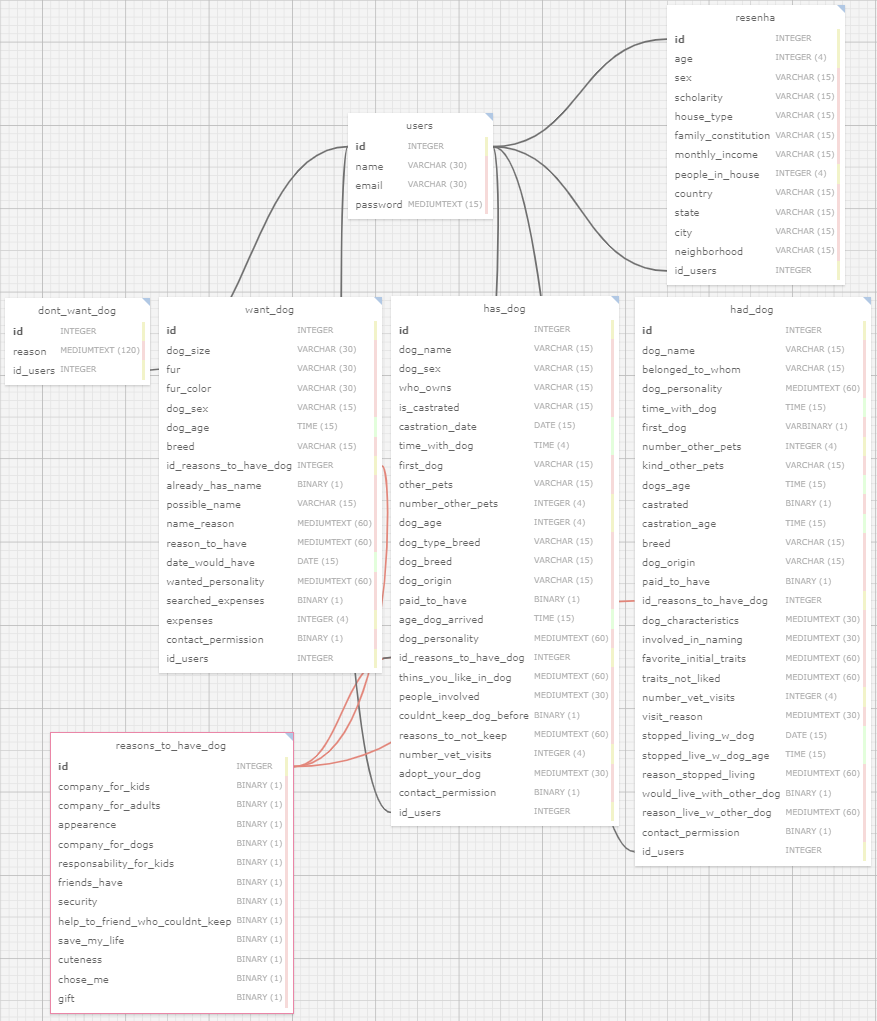 resenha
id INTEGER
age INTEGER (4)
sex VARCHAR (15)
scholarity VARCHAR (15)
house_type VARCHAR (15)
family_constitution VARCHAR (15)
monthly_income VARCHAR (15)
people_in_house INTEGER (4)
country VARCHAR (15)
state VARCHAR (15)
city VARCHAR (15)
neighborhood VARCHAR (15)
id_users INTEGER
users
id INTEGER
name VARCHAR (30)
email VARCHAR (30)
password MEDIUMTEXT (15)
dont_want_dog
id INTEGER
reason MEDIUMTEXT (120)
id_users INTEGER
want_dog
id INTEGER
dog_size VARCHAR (30)
fur VARCHAR (30)
fur_color VARCHAR (30)
dog_sex VARCHAR (15)
dog_age TIME (15)
breed VARCHAR (15)
id_reasons_to_have_dog INTEGER
already_has_name BINARY (1)
possible_name VARCHAR (15)
name_reason MEDIUMTEXT (60)
reason_to_have MEDIUMTEXT (60)
date_would_have DATE (15)
wanted_personality MEDIUMTEXT (60)
searched_expenses BINARY (1)
expenses INTEGER (4)
contact_permission BINARY (1)
id_users INTEGER
has_dog
id INTEGER
dog_name VARCHAR (15)
dog_sex VARCHAR (15)
who_owns VARCHAR (15)
is_castrated VARCHAR (15)
castration_date DATE (15)
time_with_dog TIME (4)
first_dog VARCHAR (15)
other_pets VARCHAR (15)
number_other_pets INTEGER (4)
dog_age INTEGER (4)
dog_type_breed VARCHAR (15)
dog_breed VARCHAR (15)
dog_origin VARCHAR (15)
paid_to_have BINARY (1)
age_dog_arrived TIME (15)
dog_personality MEDIUMTEXT (60)
id_reasons_to_have_dog INTEGER
thins_you_like_in_dog MEDIUMTEXT (60)
people_involved MEDIUMTEXT (30)
couldnt_keep_dog_before BINARY (1)
reasons_to_not_keep MEDIUMTEXT (60)
number_vet_visits INTEGER (4)
adopt_your_dog MEDIUMTEXT (30)
contact_permission BINARY (1)
id_users INTEGER
had_dog
id INTEGER
dog_name VARCHAR (15)
belonged_to_whom VARCHAR (15)
dog_personality MEDIUMTEXT (60)
time_with_dog TIME (15)
first_dog VARBINARY (1)
number_other_pets INTEGER (4)
kind_other_pets VARCHAR (15)
dogs_age TIME (15)
castrated BINARY (1)
castration_age TIME (15)
breed VARCHAR (15)
dog_origin VARCHAR (15)
paid_to_have BINARY (1)
id_reasons_to_have_dog INTEGER
dog_characteristics MEDIUMTEXT (30)
involved_in_naming MEDIUMTEXT (30)
favorite_initial_traits MEDIUMTEXT (60)
traits_not_liked MEDIUMTEXT (60)
number_vet_visits INTEGER (4)
visit_reason MEDIUMTEXT (30)
stopped_living_w_dog DATE (15)
stopped_live_w_dog_age TIME (15)
reason_stopped_living MEDIUMTEXT (60)
would_live_with_other_dog BINARY (1)
reason_live_w_other_dog MEDIUMTEXT (60)
contact_permission BINARY (1)
id_users INTEGER
reasons_to_have_dog
id INTEGER
company_for_kids BINARY (1)
company_for_adults BINARY (1)
appearence BINARY (1)
company_for_dogs BINARY (1)
responsability_for_kids BINARY (1)
friends_have BINARY (1)
security BINARY (1)
help_to_friend_who_couldnt_keep BINARY (1)
save_my_life BINARY (1)
cuteness BINARY (1)
chose_me BINARY (1)
gift BINARY (1)